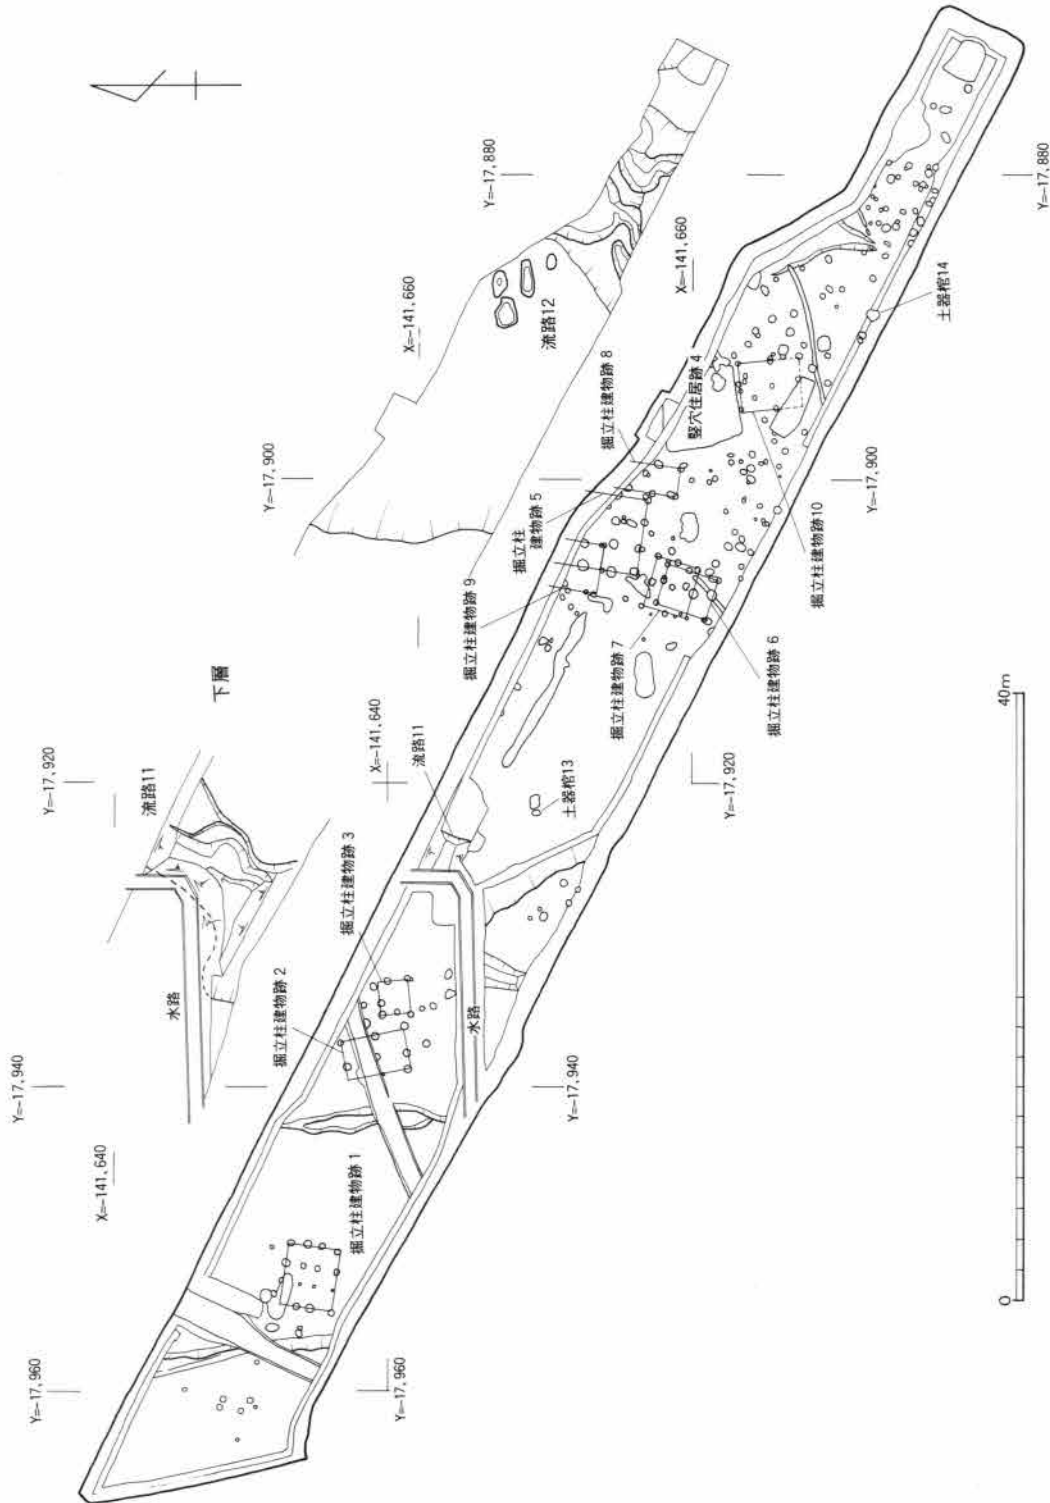 Y=-17,880
X=-141,660
流路12
Y=-17,900
X=-141,660
掘立柱建物跡8
竪穴住居跡4
Y=-17,880
土器棺14
掘立柱
建物跡5
掘立柱建物跡9
Y=-17,900
掘立柱建物跡10
掘立柱建物跡7
掘立柱建物跡6
下層
Y=-17,920
流路11
X=-141,640
流路11
土器棺13
Y=-17,920
40m
0
水路
掘立柱建物跡3
掘立柱建物跡2
水路
Y=-17,940
Y=-17,940
X=-141,640
掘立柱建物跡1
Y=-17,960
Y=-17,960